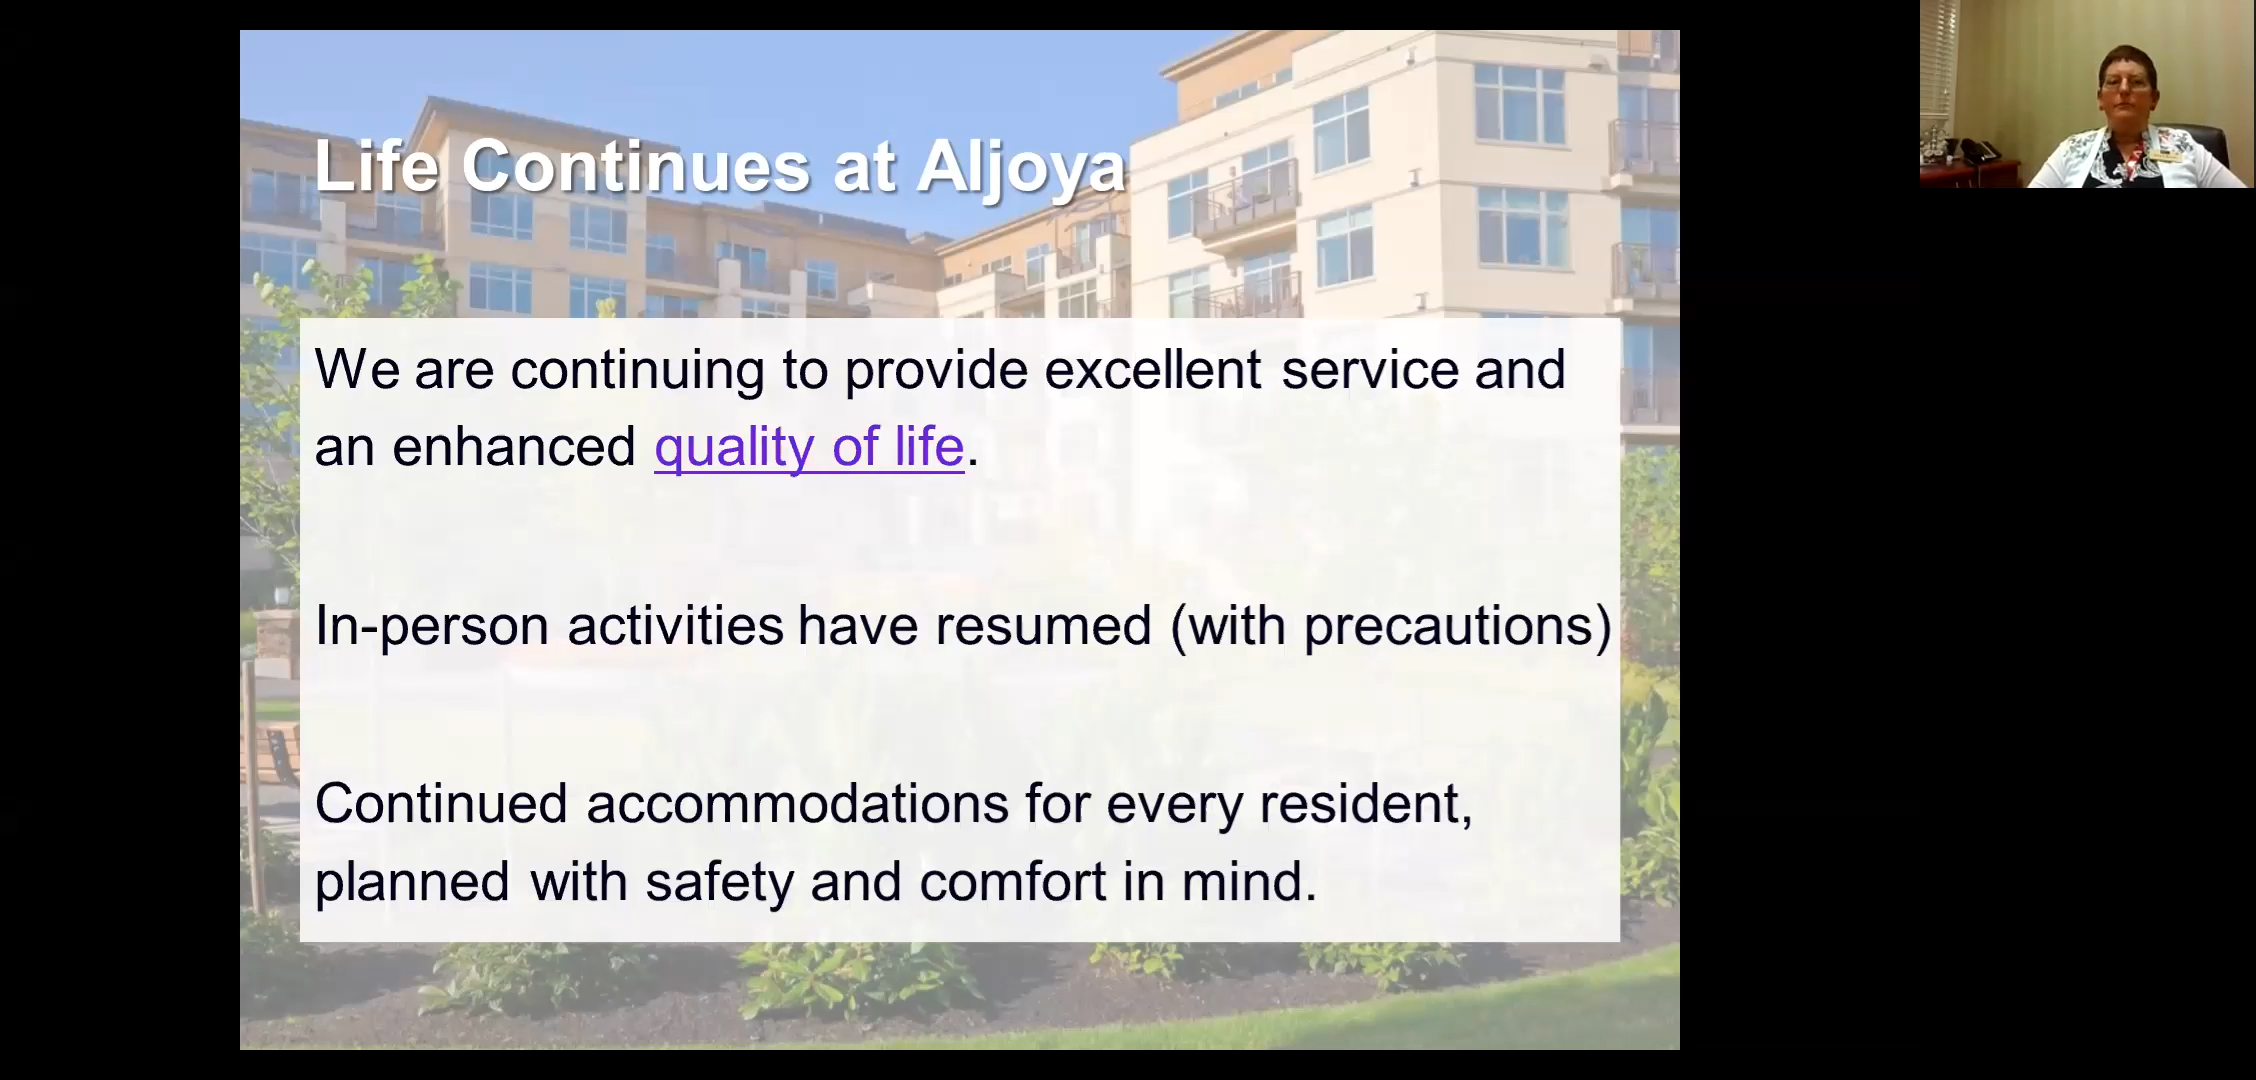 Life Continues at Aljoya
We are continuing to provide excellent service and
an enhanced quality of life.
In-person activities have resumed (with precautions)
Continued accommodations for every resident,
planned with safety and comfort in mind.